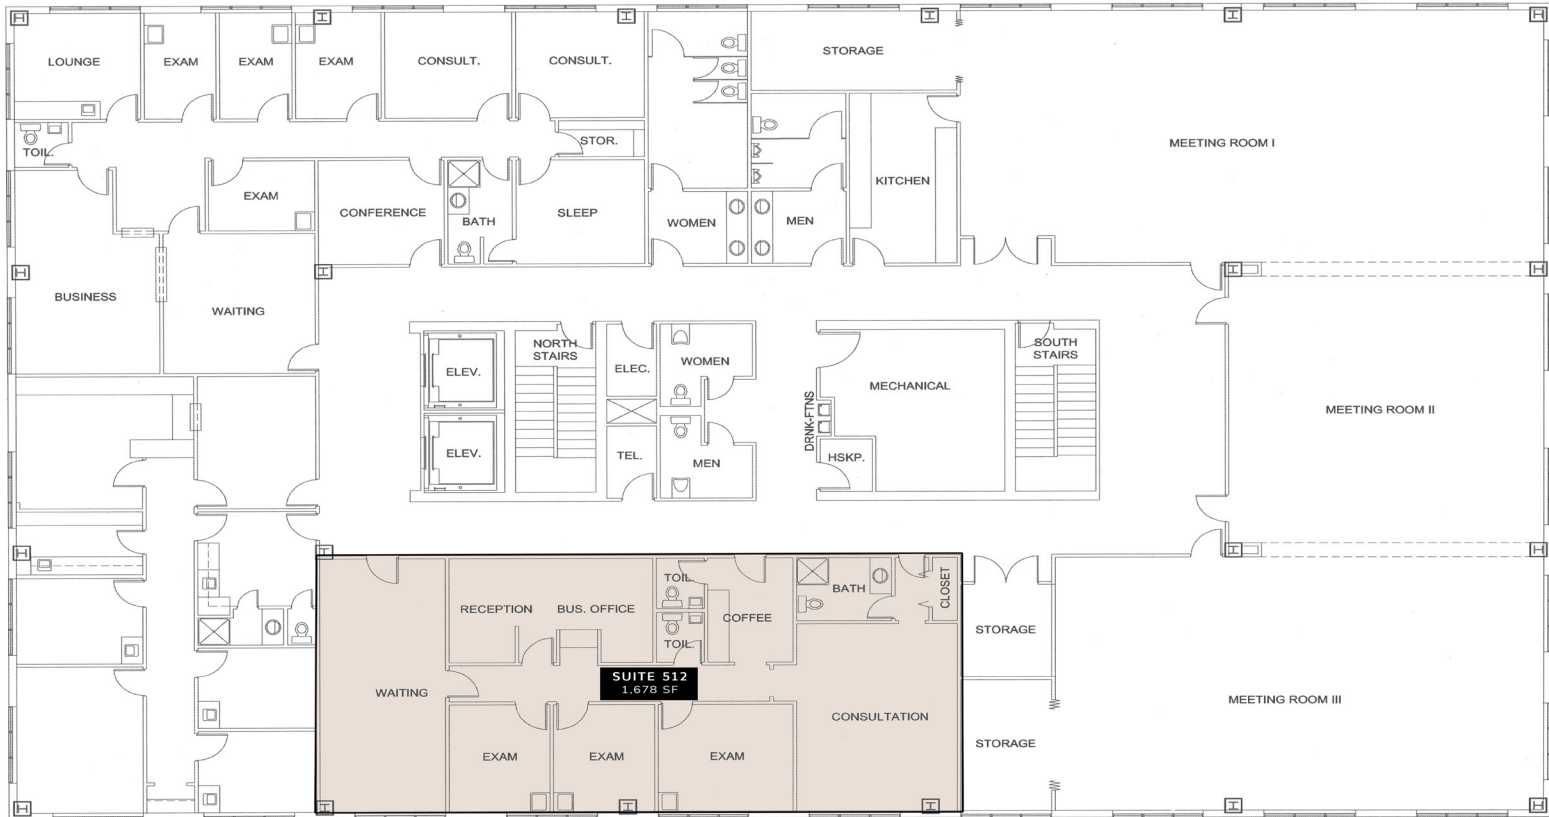 LOUNGE
EXAM
EXAM
EXAM
CONSULT.
CONSULT.
STORAGE
TOIL.
STOR.
MEETING ROOM I
EXAM
CONFERENCE
BATH
SLEEP
WOMEN
MEN
KITCHEN
BUSINESS
WAITING
ELEV.
NORTH
STAIRS
ELEC.
WOMEN
MECHANICAL
SOUTH
STAIRS
MEETING ROOM II
DRNK-FTNS
ELEV.
TEL.
MEN
HSKP.
RECEPTION
BUS. OFFICE
TOIL.
TOIL.
COFFEE
BATH
CLOSET
STORAGE
SUITE 512
1,678 SF
WAITING
CONSULTATION
MEETING ROOM III
EXAM
EXAM
EXAM
STORAGE